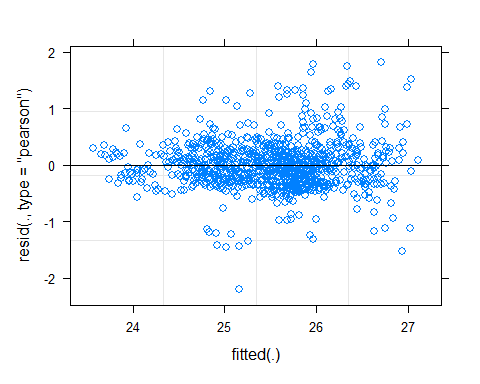 2
1
0
-1
-2
resid(., type = "pearson")
24 25 26 27
fitted(.)